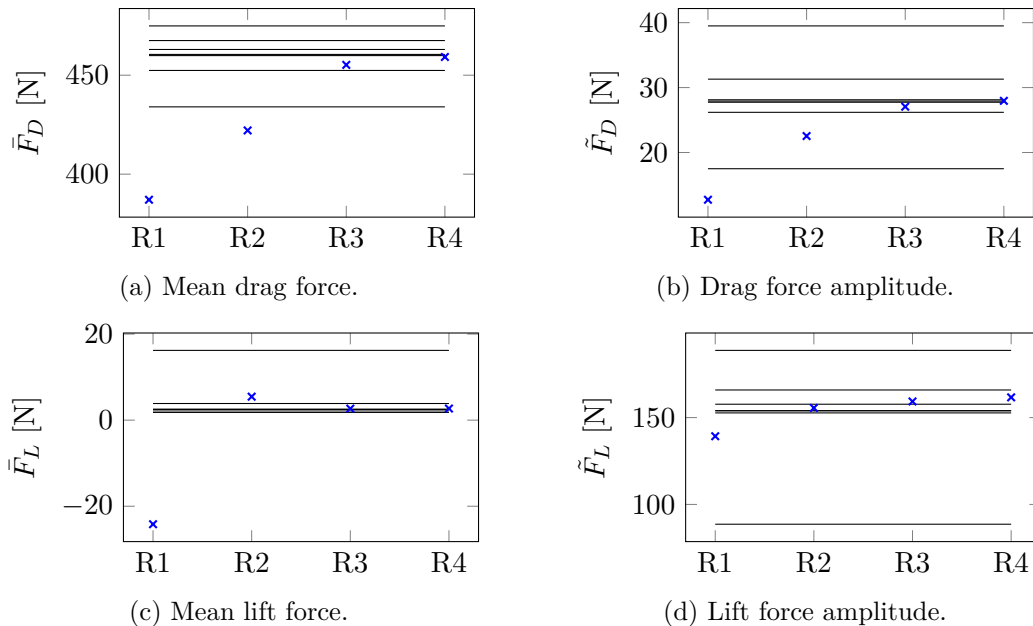 450
400
F̄_D [N]
R1 R2 R3 R4
(a) Mean drag force.
40
30
20
F̃_D [N]
R1 R2 R3 R4
(b) Drag force amplitude.
20
0
−20
F̄_L [N]
R1 R2 R3 R4
(c) Mean lift force.
150
100
F̃_L [N]
R1 R2 R3 R4
(d) Lift force amplitude.